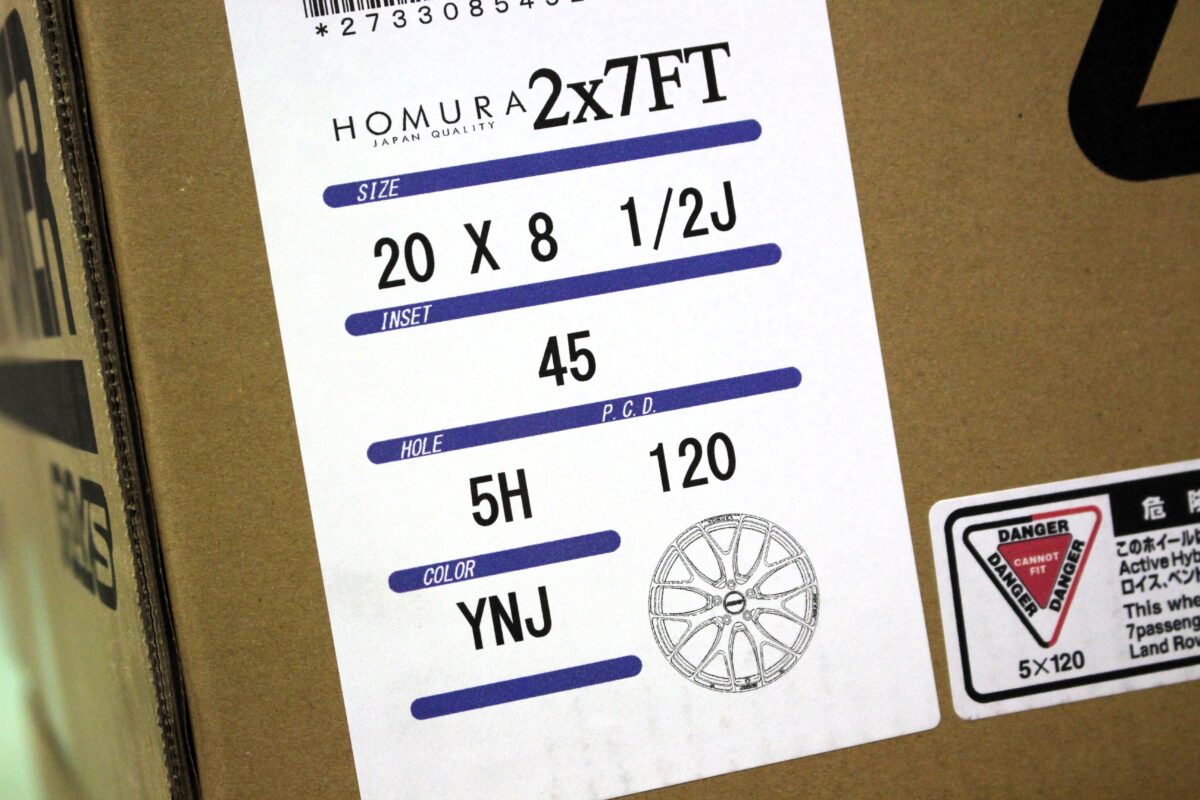 *27330854
HOMURA 2x7FT
JAPAN QUALITY
SIZE
20 X 8 1/2J
INSET
45
HOLE P.C.D.
5H 120
COLOR
YNJ
DANGER
DANGER
DANGER
CANNOT
FIT
5×120
危
このホイールは
Active Hyb
ロイス、ベント
This whe
7passeng
Land Rov